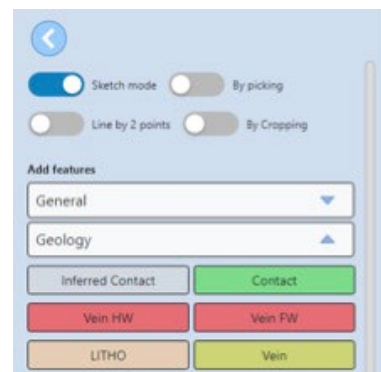 Sketch mode By picking
Line by 2 points By Cropping
Add features
General
Geology
Inferred Contact Contact
Vein HW Vein FW
LITHO Vein